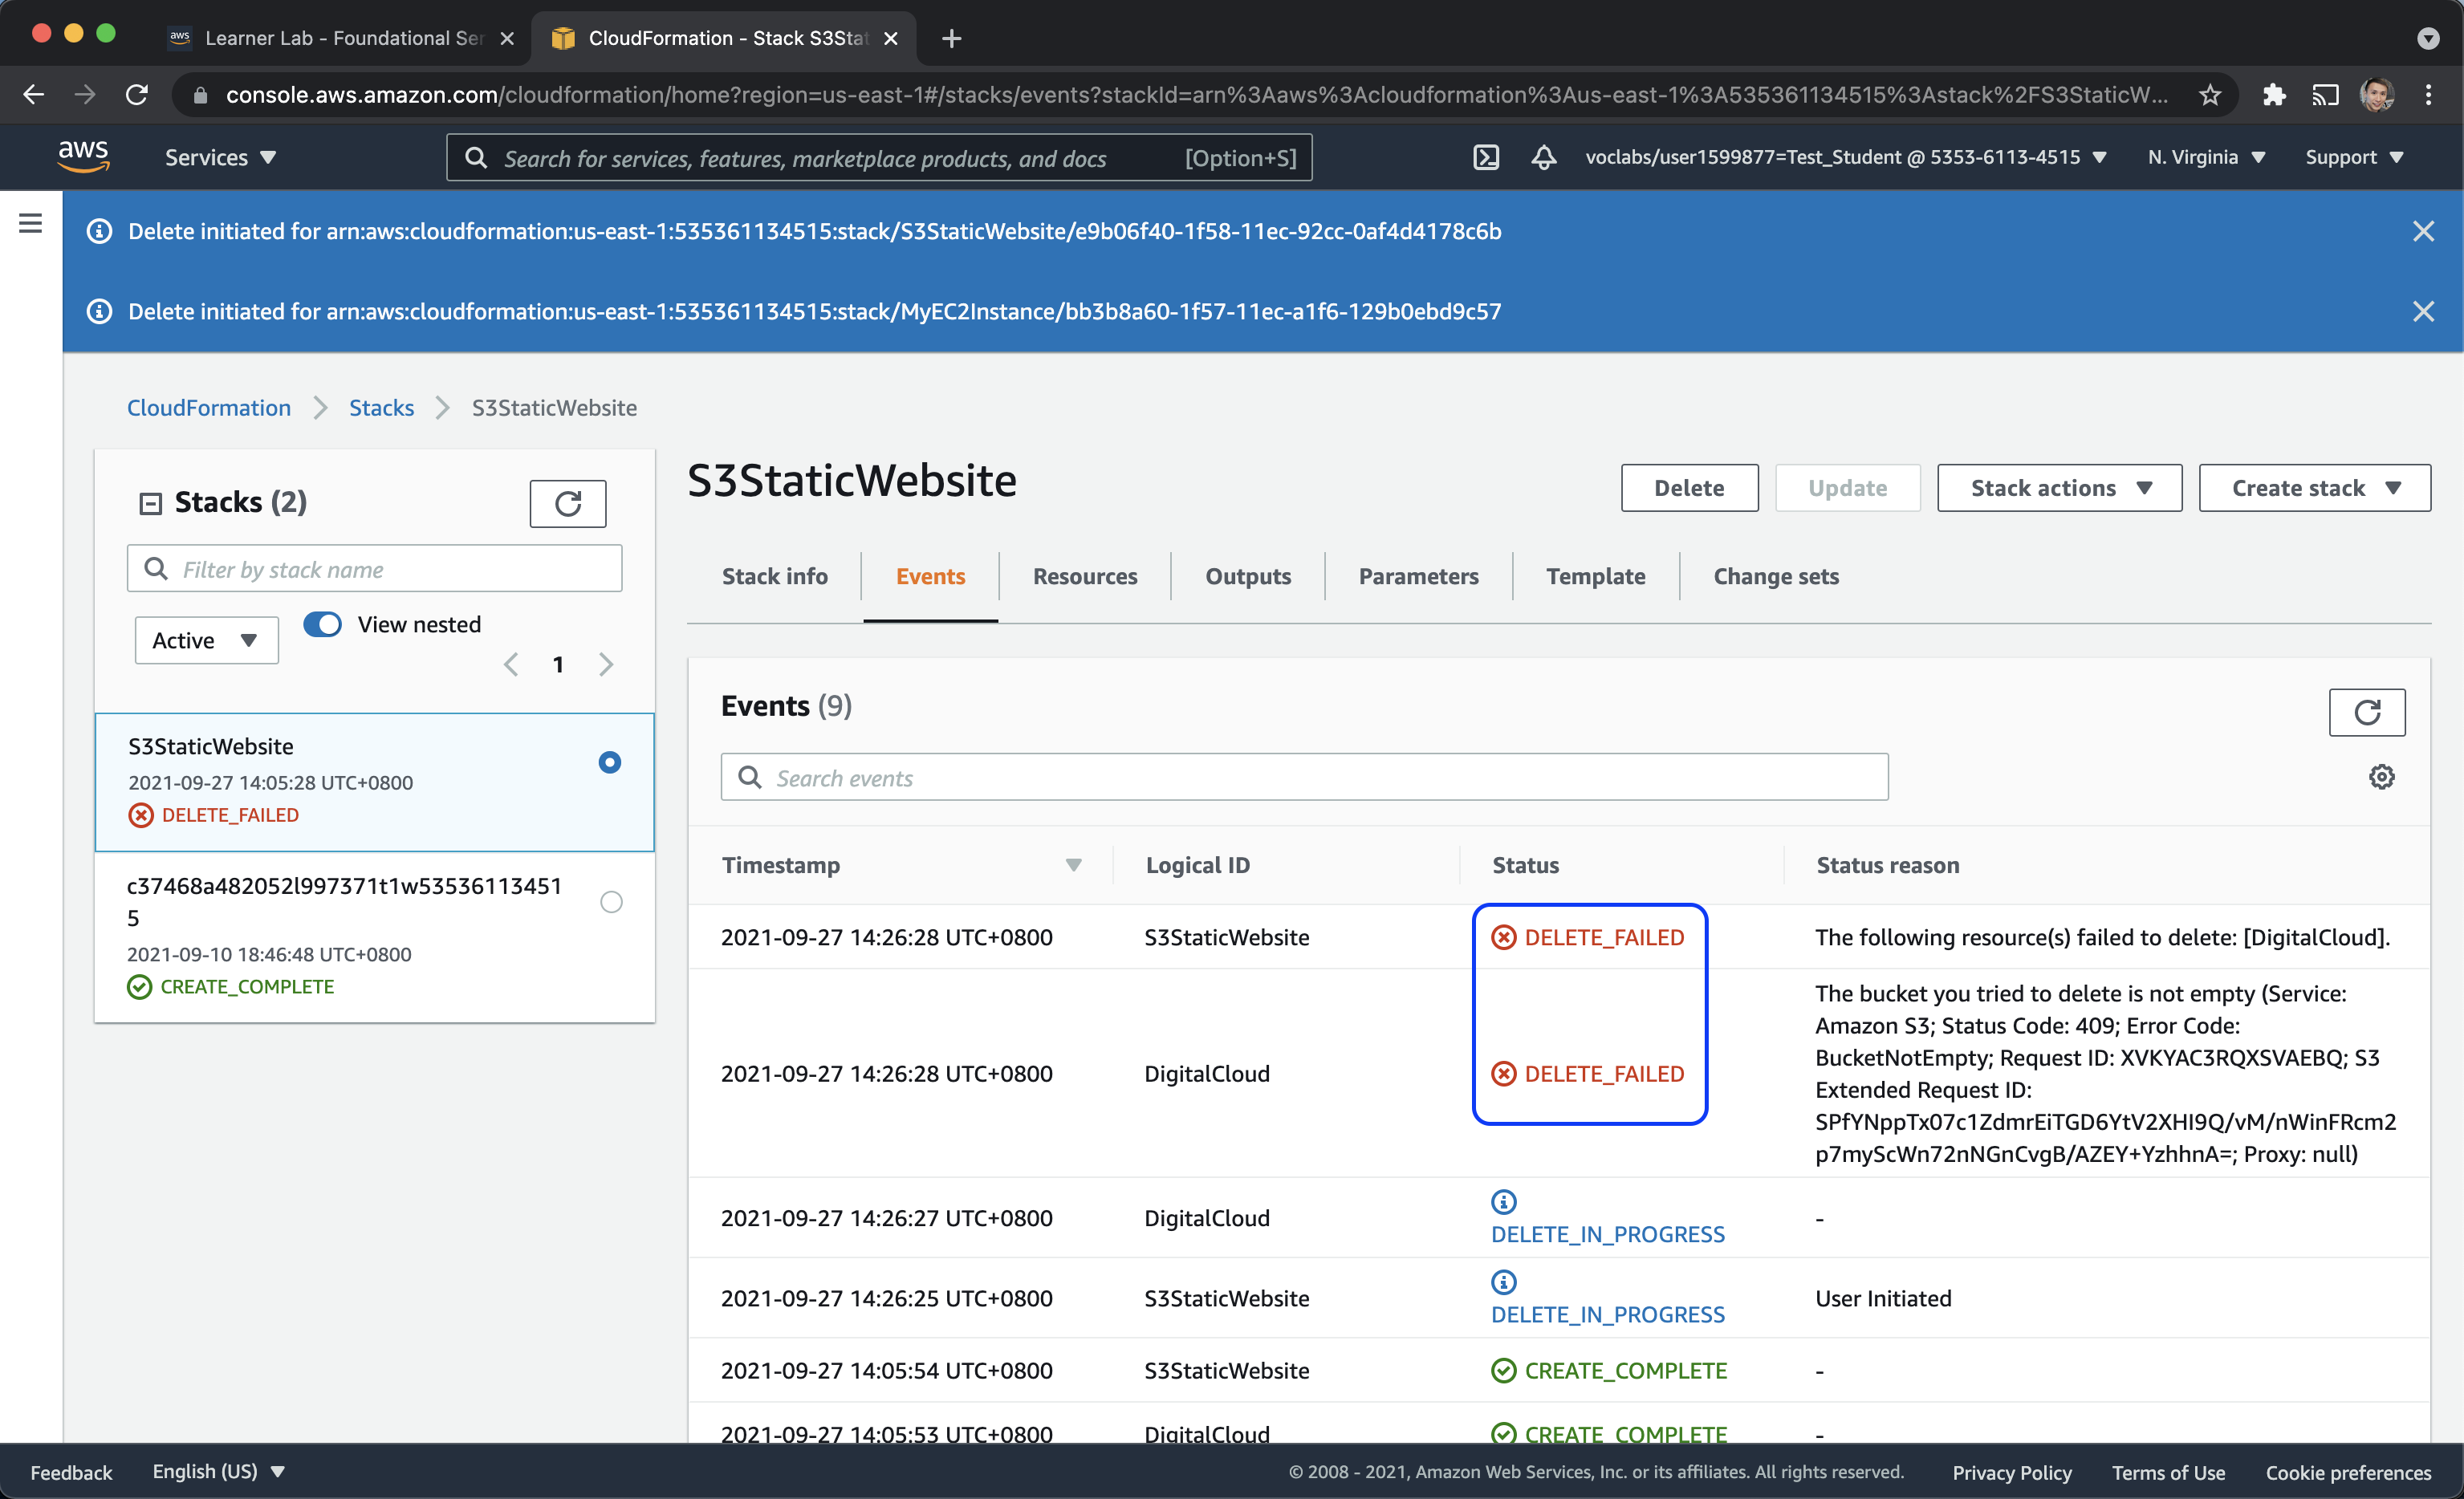 aws
Learner Lab - Foundational Ser
CloudFormation - Stack S3Stat
console.aws.amazon.com/cloudformation/home?region=us-east-1#/stacks/events?stackId=arn%3Aaws%3Acloudformation%3Aus-east-1%3A535361134515%3Astack%2FS3StaticW...
aws
Services
Search for services, features, marketplace products, and docs
[Option+S]
voclabs/user1599877=Test_Student @ 5353-6113-4515
N. Virginia
Support
Delete initiated for arn:aws:cloudformation:us-east-1:535361134515:stack/S3StaticWebsite/e9b06f40-1f58-11ec-92cc-0af4d4178c6b
Delete initiated for arn:aws:cloudformation:us-east-1:535361134515:stack/MyEC2Instance/bb3b8a60-1f57-11ec-a1f6-129b0ebd9c57
CloudFormation
Stacks
S3StaticWebsite
Stacks (2)
Filter by stack name
Active
View nested
1
S3StaticWebsite
2021-09-27 14:05:28 UTC+0800
DELETE_FAILED
c37468a482052l997371t1w53536113451
5
2021-09-10 18:46:48 UTC+0800
CREATE_COMPLETE
S3StaticWebsite
Delete
Update
Stack actions
Create stack
Stack info
Events
Resources
Outputs
Parameters
Template
Change sets
Events (9)
Search events
Timestamp
Logical ID
Status
Status reason
2021-09-27 14:26:28 UTC+0800
S3StaticWebsite
DELETE_FAILED
The following resource(s) failed to delete: [DigitalCloud].
2021-09-27 14:26:28 UTC+0800
DigitalCloud
DELETE_FAILED
The bucket you tried to delete is not empty (Service:
Amazon S3; Status Code: 409; Error Code:
BucketNotEmpty; Request ID: XVKYAC3RQXSVAEBQ; S3
Extended Request ID:
SPfYNppTx07c1ZdmrEiTGD6YtV2XHI9Q/vM/nWinFRcm2
p7myScWn72nNGnCvgB/AZEY+YzhhnA=; Proxy: null)
2021-09-27 14:26:27 UTC+0800
DigitalCloud
DELETE_IN_PROGRESS
-
2021-09-27 14:26:25 UTC+0800
S3StaticWebsite
DELETE_IN_PROGRESS
User Initiated
2021-09-27 14:05:54 UTC+0800
S3StaticWebsite
CREATE_COMPLETE
-
2021-09-27 14:05:53 UTC+0800
DigitalCloud
CREATE_COMPLETE
-
Feedback
English (US)
© 2008 - 2021, Amazon Web Services, Inc. or its affiliates. All rights reserved.
Privacy Policy
Terms of Use
Cookie preferences